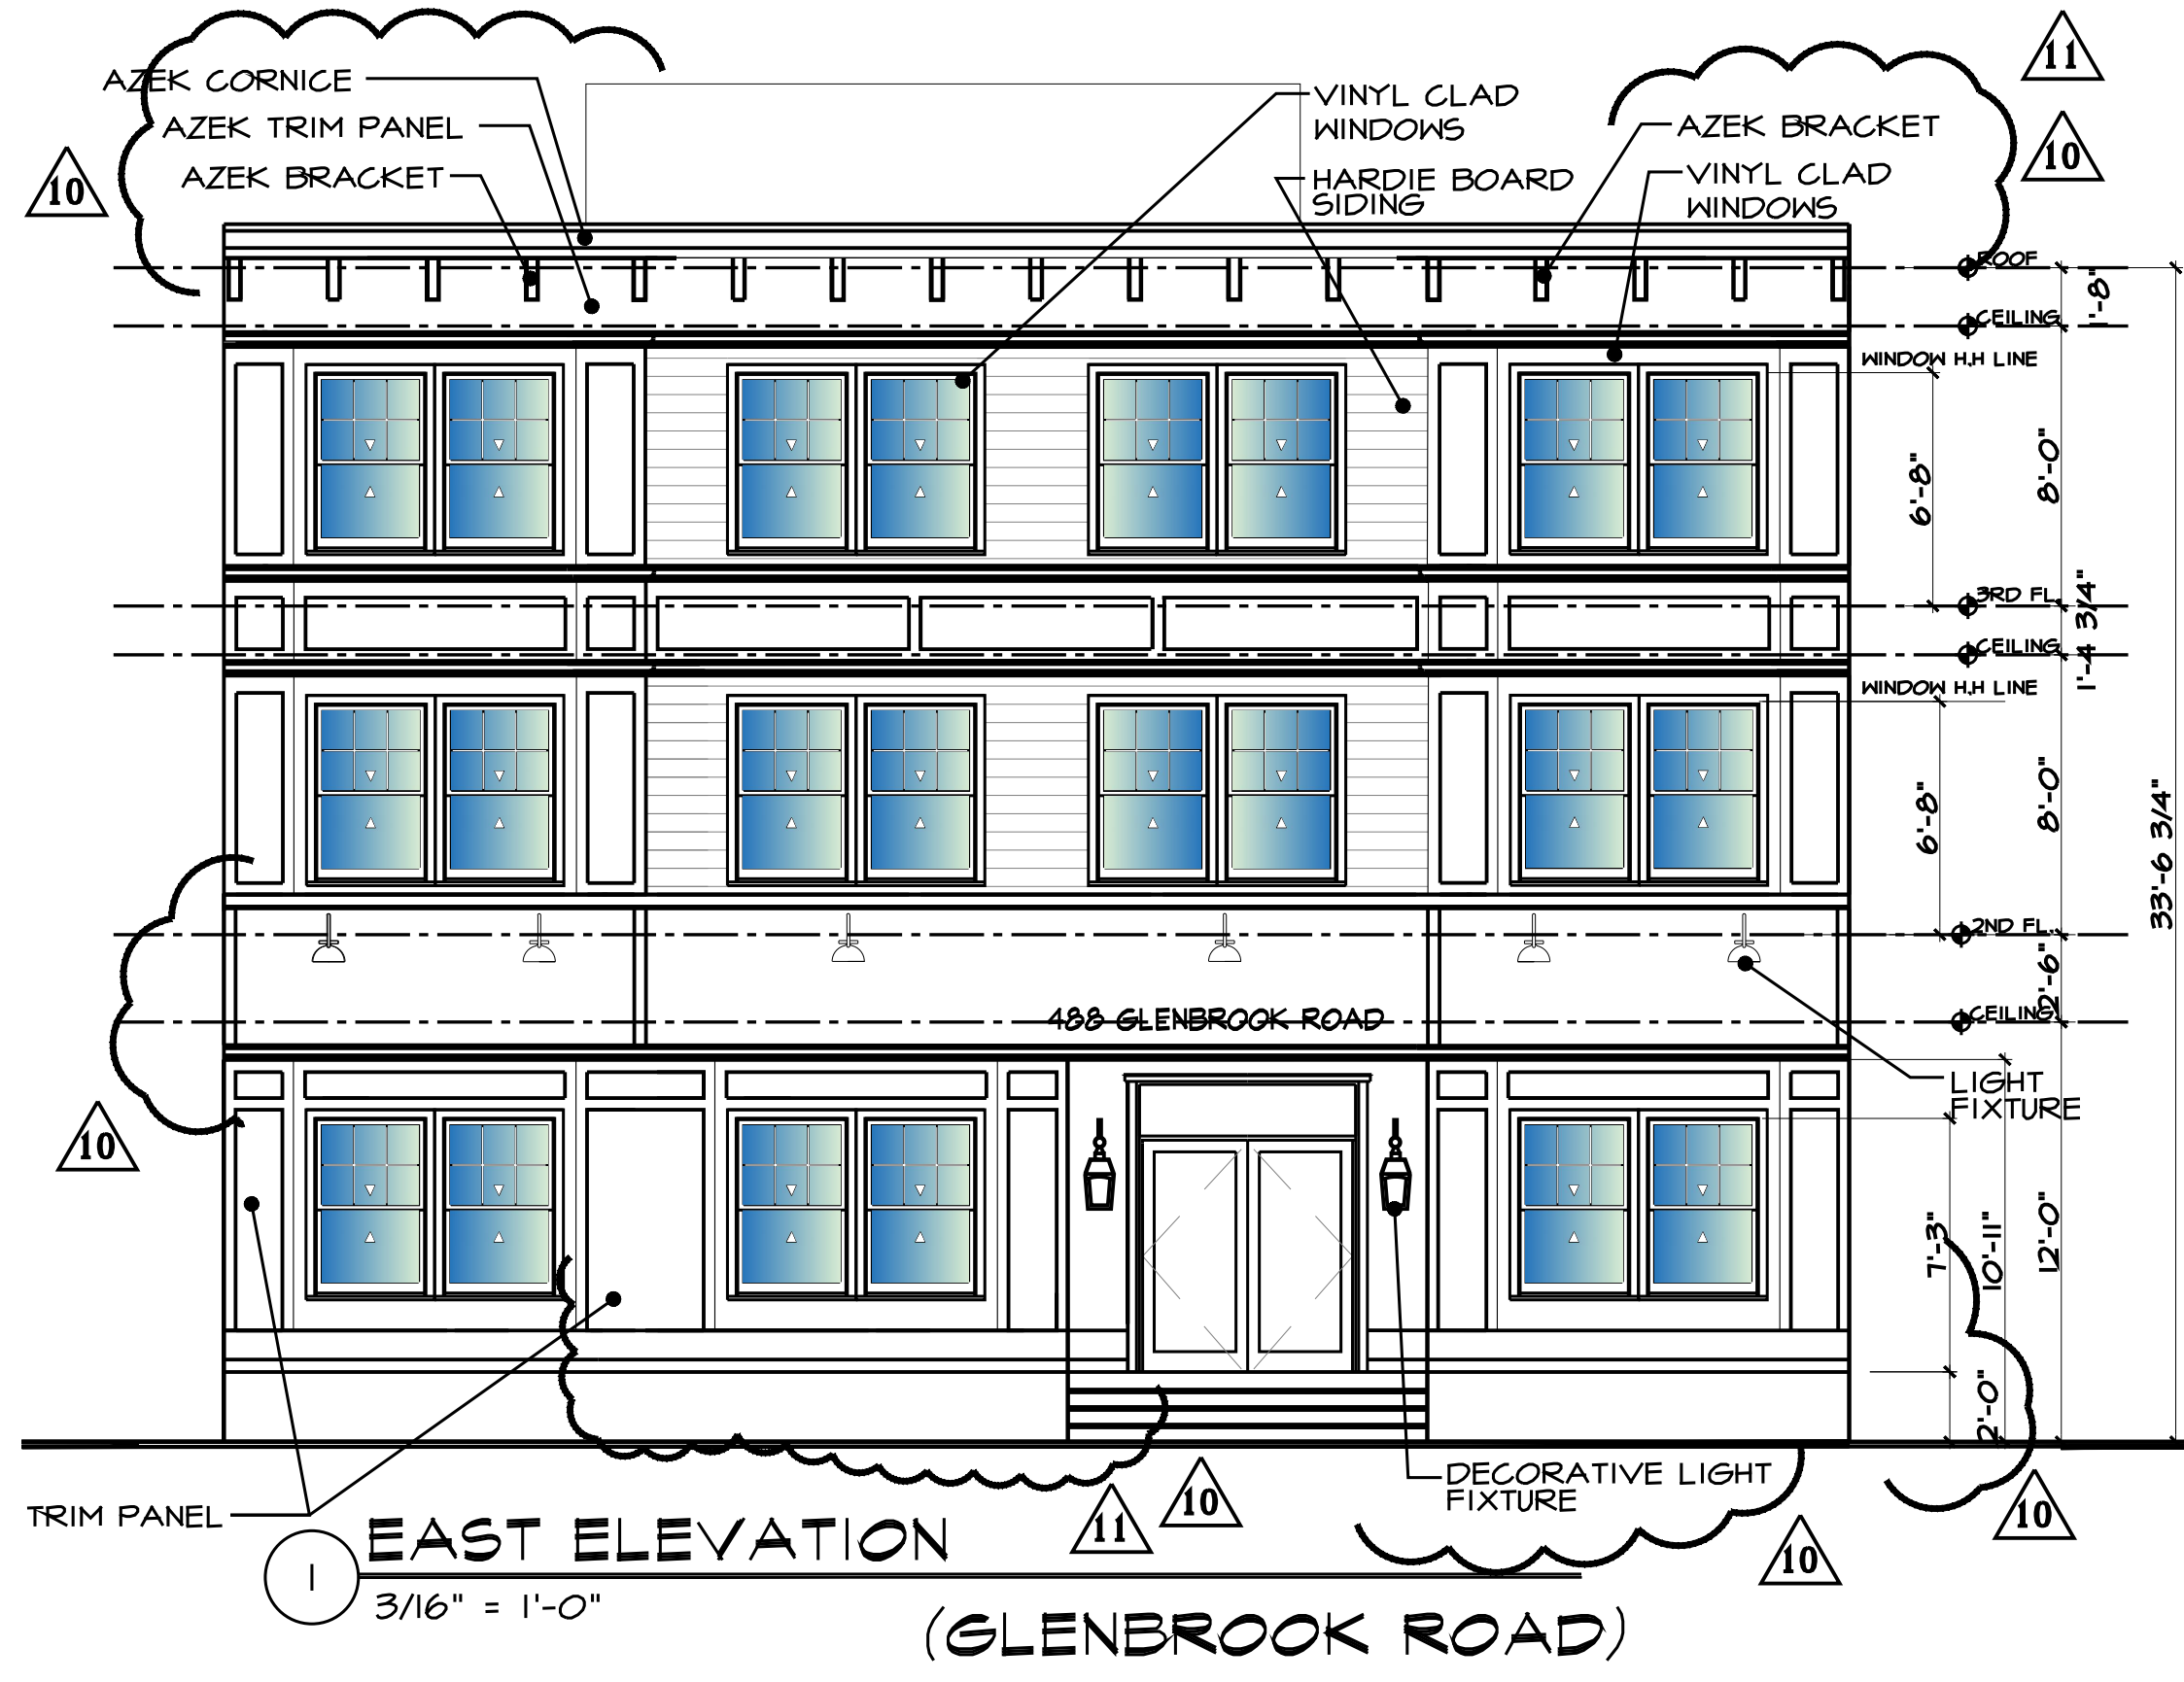 11
AZEK CORNICE
VINYL CLAD
WINDOWS
AZEK TRIM PANEL
AZEK BRACKET
10
AZEK BRACKET
10
HARDIE BOARD
SIDING
VINYL CLAD
WINDOWS
ROOF
1'-8"
CEILING
WINDOW H.H LINE
6'-8"
8'-0"
3RD FL.
1'-4 3/4"
CEILING
WINDOW H.H LINE
6'-8"
8'-0"
33'-6 3/4"
2ND FL.
2'-6"
488 GLENBROOK ROAD
CEILING
LIGHT
FIXTURE
10
7'-3"
10'-11"
12'-0"
2'-0"
DECORATIVE LIGHT
FIXTURE
10
11
10
10
TRIM PANEL
1
EAST ELEVATION
3/16" = 1'-0"
(GLENBROOK ROAD)